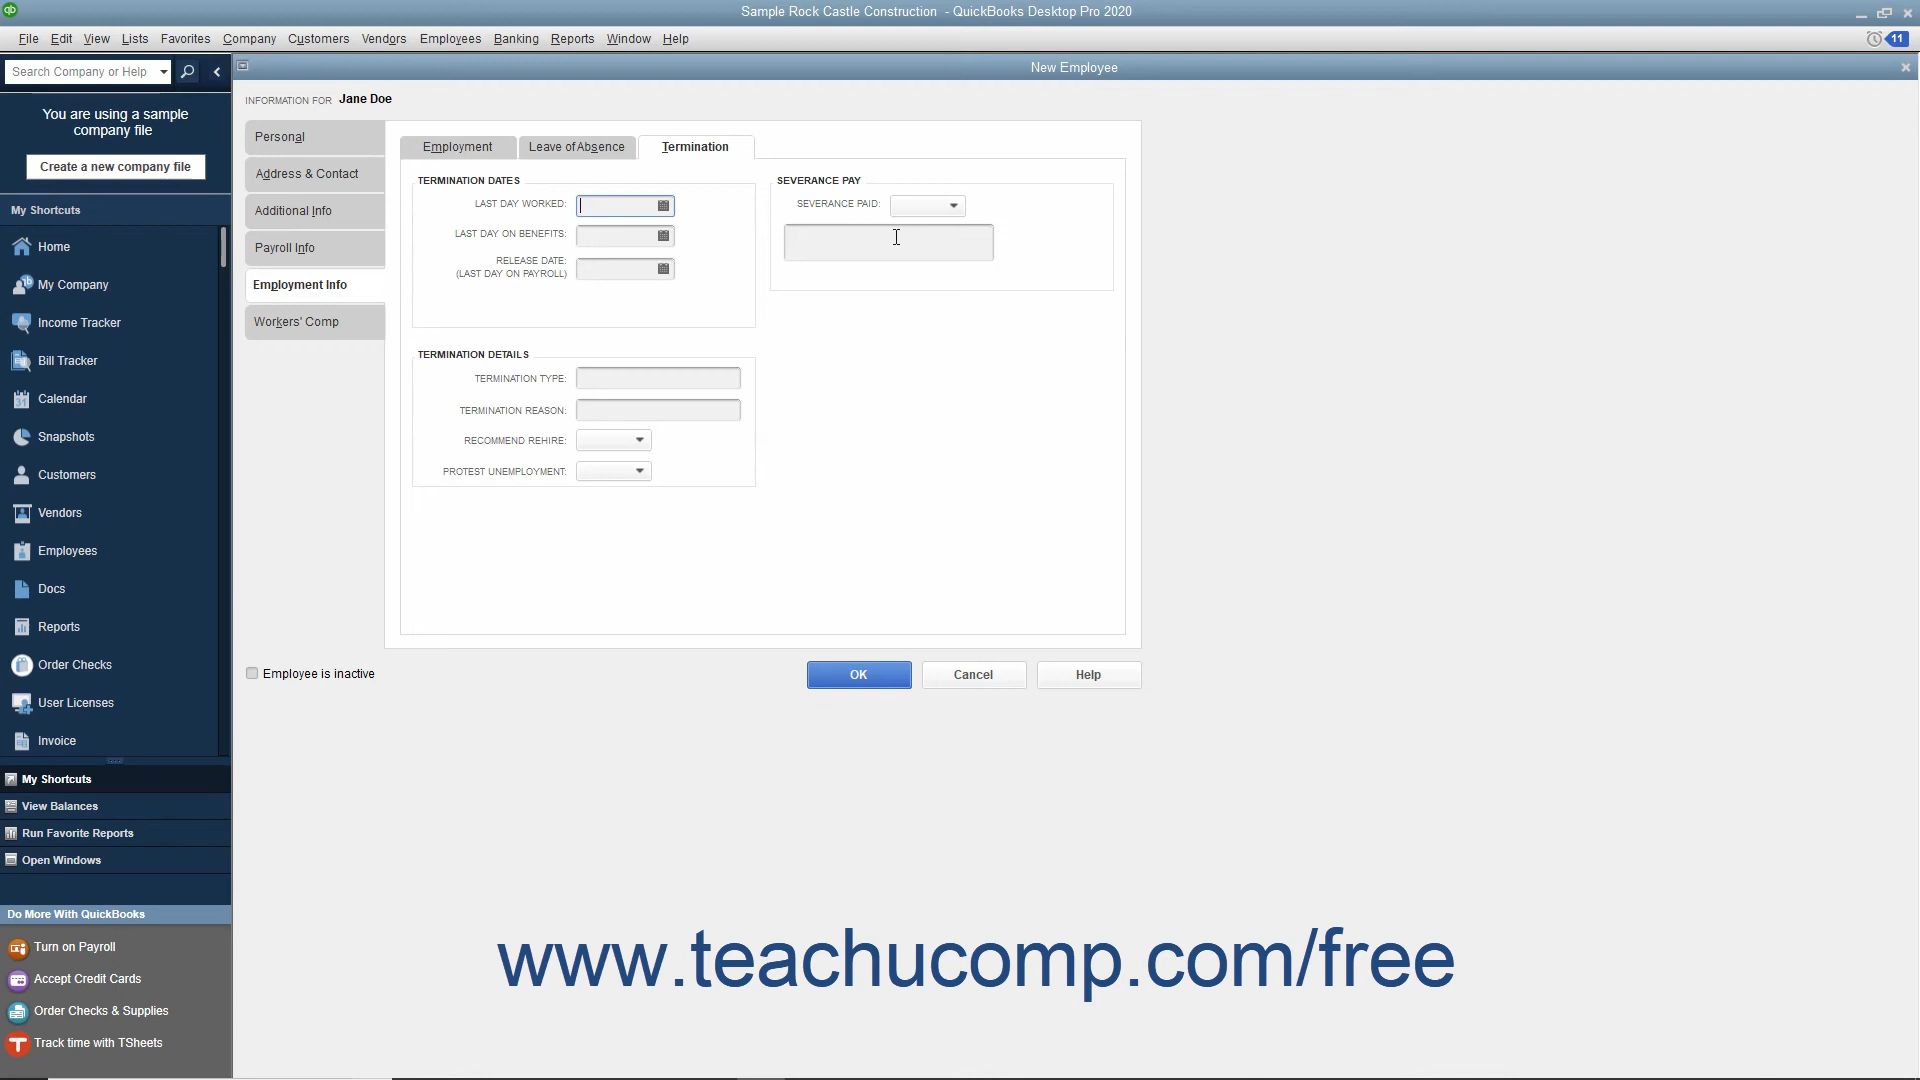 Sample Rock Castle Construction - QuickBooks Desktop Pro 2020
File Edit View Lists Favorites Company Customers Vendors Employees Banking Reports Window Help
11
Search Company or Help
New Employee
You are using a sample
company file
Create a new company file
My Shortcuts
Home
My Company
Income Tracker
Bill Tracker
Calendar
Snapshots
Customers
Vendors
Employees
Docs
Reports
Order Checks
User Licenses
Invoice
My Shortcuts
View Balances
Run Favorite Reports
Open Windows
Do More With QuickBooks
Turn on Payroll
Accept Credit Cards
Order Checks & Supplies
Track time with TSheets
INFORMATION FOR Jane Doe
Personal
Address & Contact
Additional Info
Payroll Info
Employment Info
Workers' Comp
Employment Leave of Absence Termination
TERMINATION DATES
LAST DAY WORKED:
LAST DAY ON BENEFITS:
RELEASE DATE:
(LAST DAY ON PAYROLL)
SEVERANCE PAY
SEVERANCE PAID:
TERMINATION DETAILS
TERMINATION TYPE:
TERMINATION REASON:
RECOMMEND REHIRE:
PROTEST UNEMPLOYMENT:
Employee is inactive
OK Cancel Help
www.teachucomp.com/free